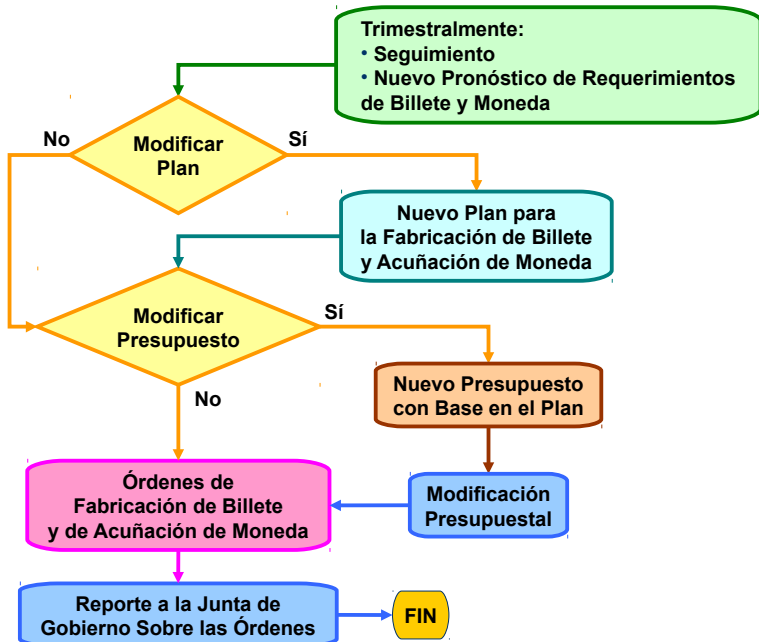 Trimestralmente:
• Seguimiento
• Nuevo Pronóstico de Requerimientos
de Billete y Moneda
No
Modificar
Plan
Sí
Nuevo Plan para
la Fabricación de Billete
y Acuñación de Moneda
Modificar
Presupuesto
Sí
No
Nuevo Presupuesto
con Base en el Plan
Órdenes de
Fabricación de Billete
y de Acuñación de Moneda
Modificación
Presupuestal
Reporte a la Junta de
Gobierno Sobre las Órdenes
FIN